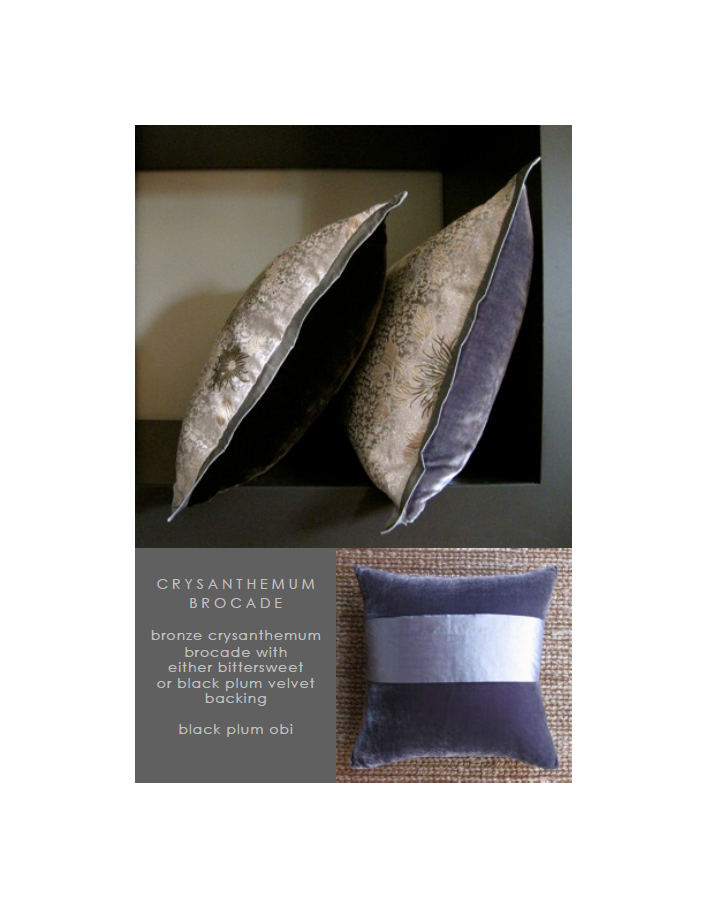 CRYSANTHEMUM
BROCADE
bronze crysanthemum
brocade with
either bittersweet
or black plum velvet
backing
black plum obi